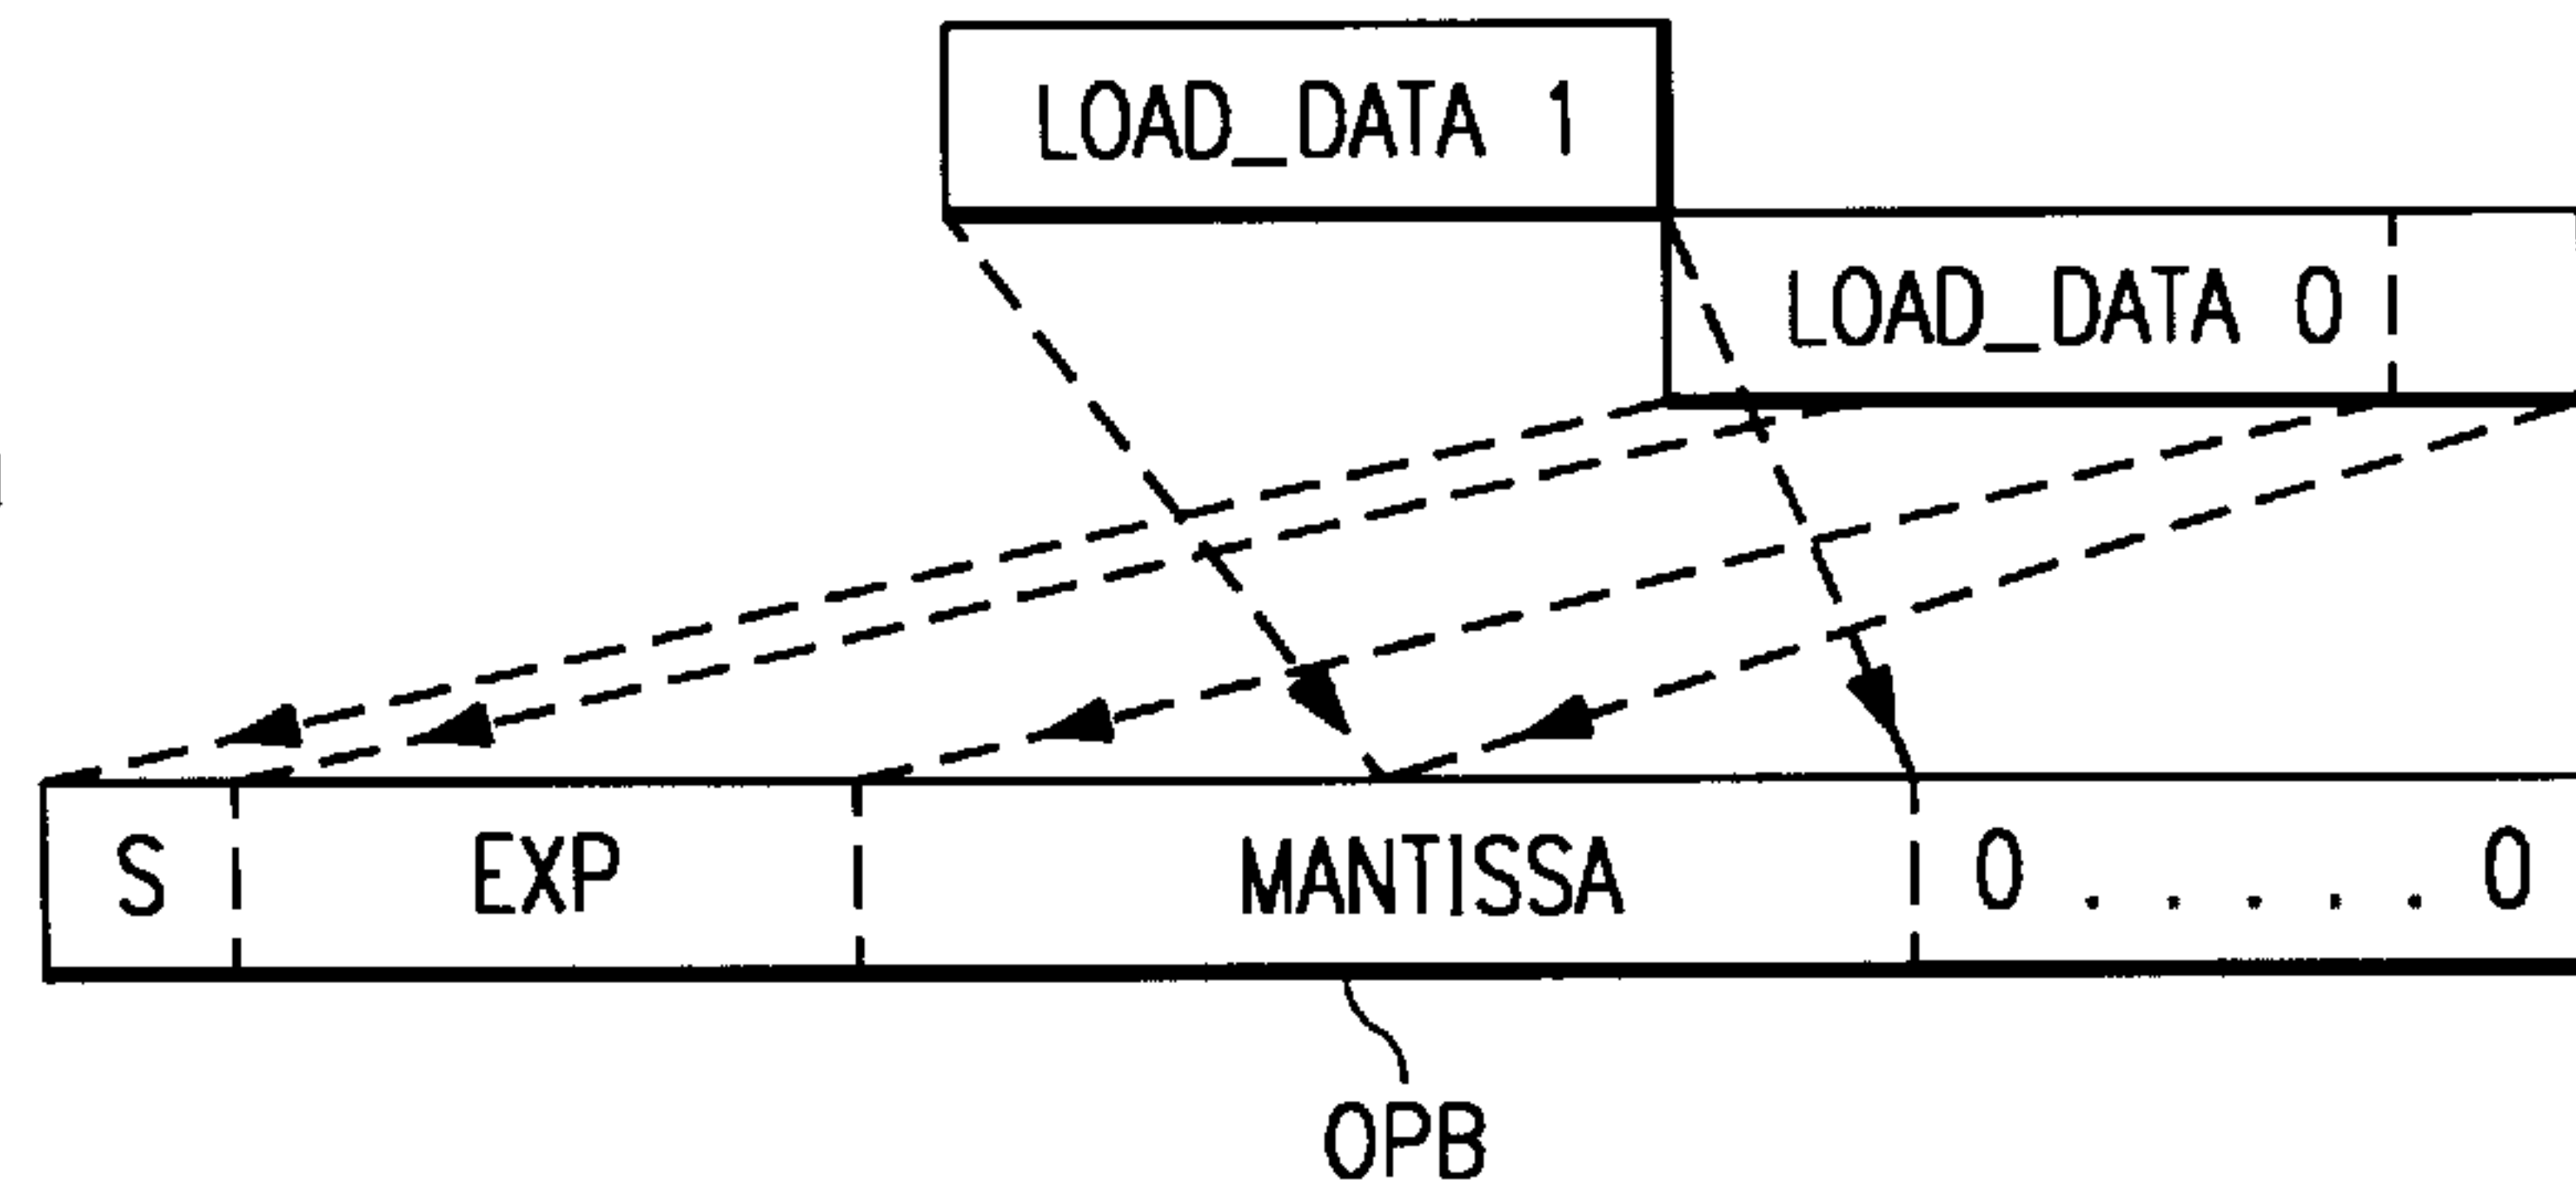 LOAD_DATA 1
LOAD_DATA 0
S EXP MANTISSA 0 . . . . . 0
OPB